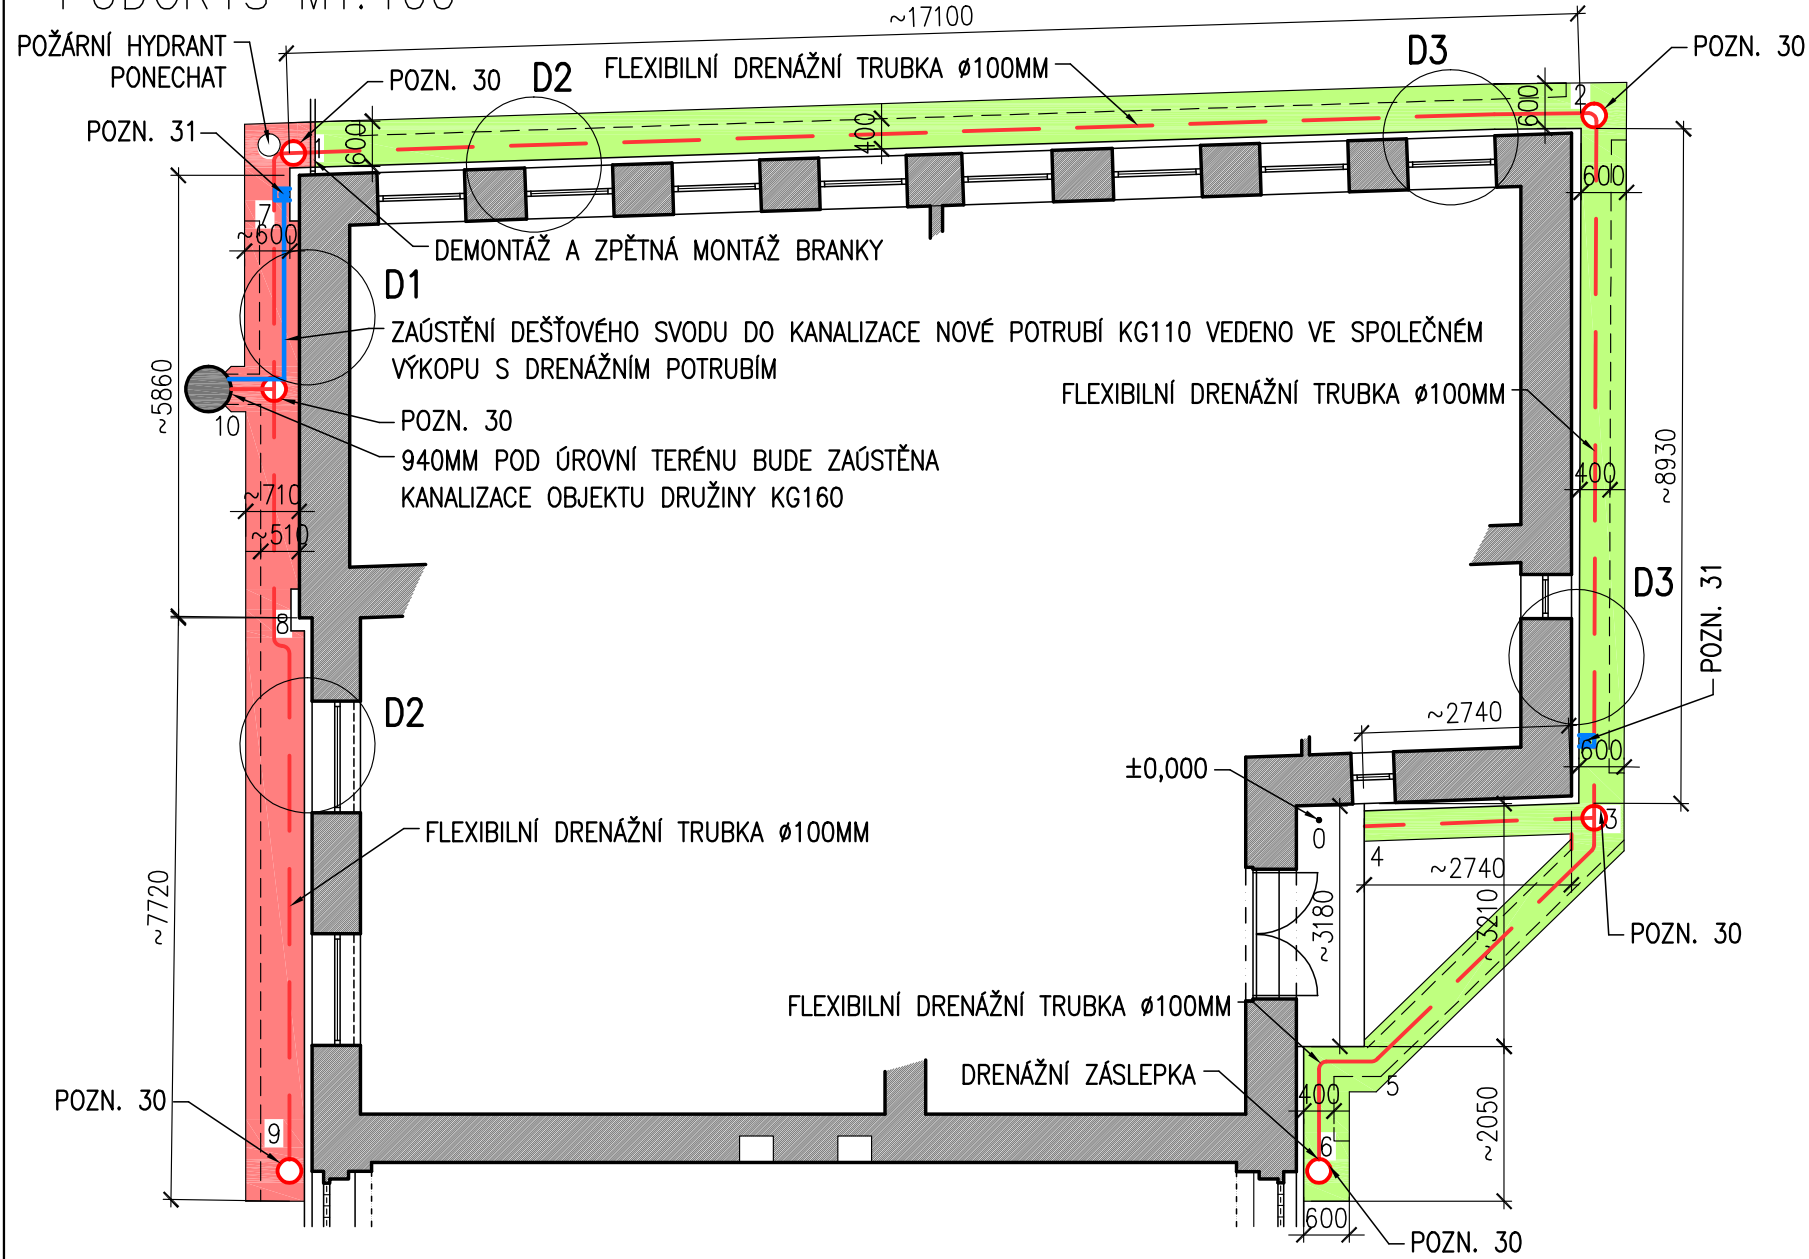 PŮDORYS M1:100
~17100
POŽÁRNÍ HYDRANT
PONECHAT
POZN. 30
D2
FLEXIBILNÍ DRENÁŽNÍ TRUBKA ø100MM
D3
POZN. 30
POZN. 31
1
600
400
600
2
7
~600
600
DEMONTÁŽ A ZPĚTNÁ MONTÁŽ BRANKY
D1
ZAÚSTĚNÍ DEŠŤOVÉHO SVODU DO KANALIZACE NOVÉ POTRUBÍ KG110 VEDENO VE SPOLEČNÉM
VÝKOPU S DRENÁŽNÍM POTRUBÍM
~5860
10
POZN. 30
FLEXIBILNÍ DRENÁŽNÍ TRUBKA ø100MM
940MM POD ÚROVNÍ TERÉNU BUDE ZAÚSTĚNA
KANALIZACE OBJEKTU DRUŽINY KG160
~710
~510
400
~8930
8
D3
POZN. 31
D2
~2740
600
±0,000
0
3
FLEXIBILNÍ DRENÁŽNÍ TRUBKA ø100MM
4
~2740
~7720
~3180
~3210
POZN. 30
FLEXIBILNÍ DRENÁŽNÍ TRUBKA ø100MM
DRENÁŽNÍ ZÁSLEPKA
5
400
POZN. 30
9
6
~2050
600
POZN. 30